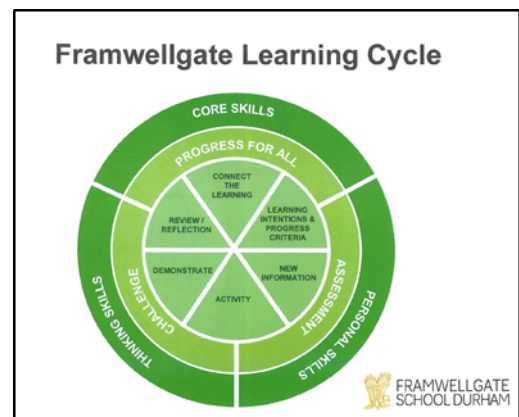 Framwellgate Learning Cycle
CORE SKILLS
PROGRESS FOR ALL
CONNECT
THE
LEARNING
LEARNING
INTENTIONS &
PROGRESS
CRITERIA
NEW
INFORMATION
ACTIVITY
DEMONSTRATE
REVIEW /
REFLECTION
ASSESSMENT
CHALLENGE
PERSONAL SKILLS
THINKING SKILLS
FRAMWELLGATE
SCHOOL DURHAM